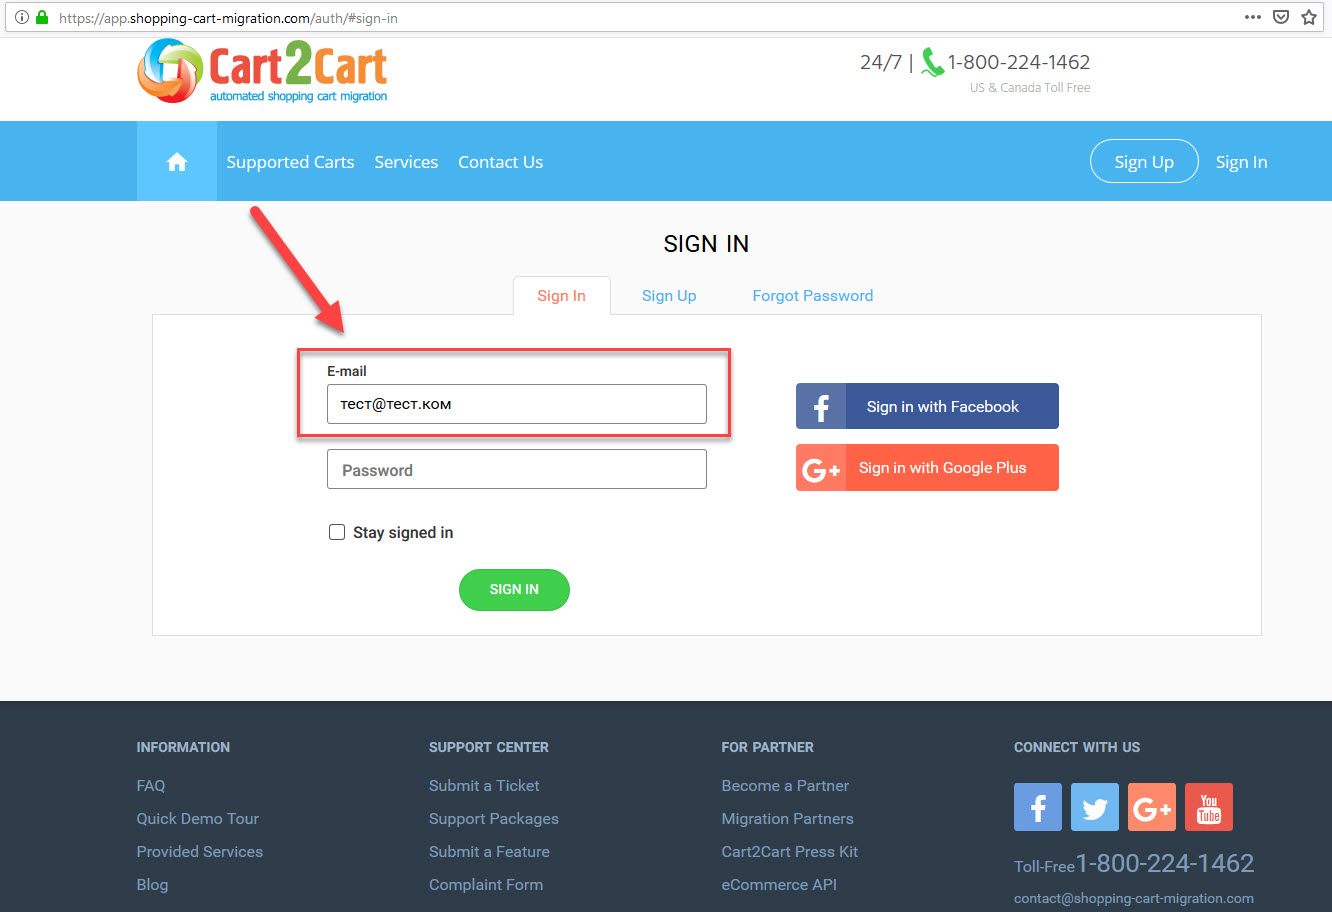 https://app.shopping-cart-migration.com/auth/#sign-in
Cart2Cart
automated shopping cart migration
24/7 | 1-800-224-1462
US & Canada Toll Free
Supported Carts Services Contact Us Sign Up Sign In
SIGN IN
Sign In Sign Up Forgot Password
E-mail
тест@тест.ком
Password
Stay signed in
SIGN IN
Sign in with Facebook
G+ Sign in with Google Plus
INFORMATION
FAQ
Quick Demo Tour
Provided Services
Blog
SUPPORT CENTER
Submit a Ticket
Support Packages
Submit a Feature
Complaint Form
FOR PARTNER
Become a Partner
Migration Partners
Cart2Cart Press Kit
eCommerce API
CONNECT WITH US
f G+ You Tube
Toll-Free 1-800-224-1462
contact@shopping-cart-migration.com